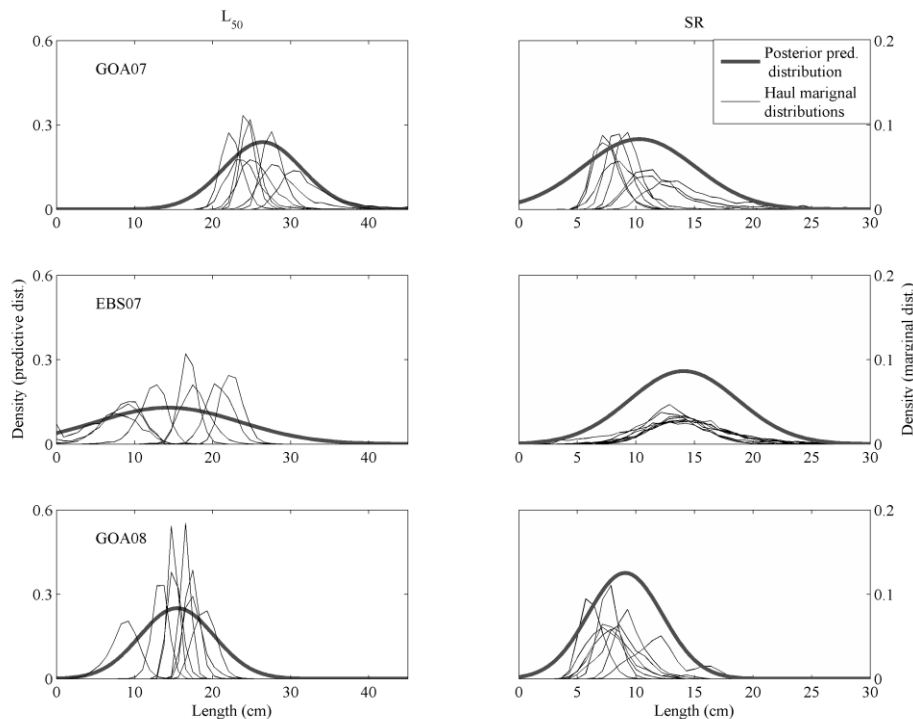 L50
SR
0.6
0.3
0
GOA07
0 10 20 30 40
0.2
0.1
0
Posterior pred.
distribution
Haul marignal
distributions
0 5 10 15 20 25 30
Density (predictive dist.)
0.6
0.3
0
EBS07
0 10 20 30 40
0.2
0.1
0
0 5 10 15 20 25 30
Density (marginal dist.)
0.6
0.3
0
GOA08
0 10 20 30 40
Length (cm)
0.2
0.1
0
0 5 10 15 20 25 30
Length (cm)